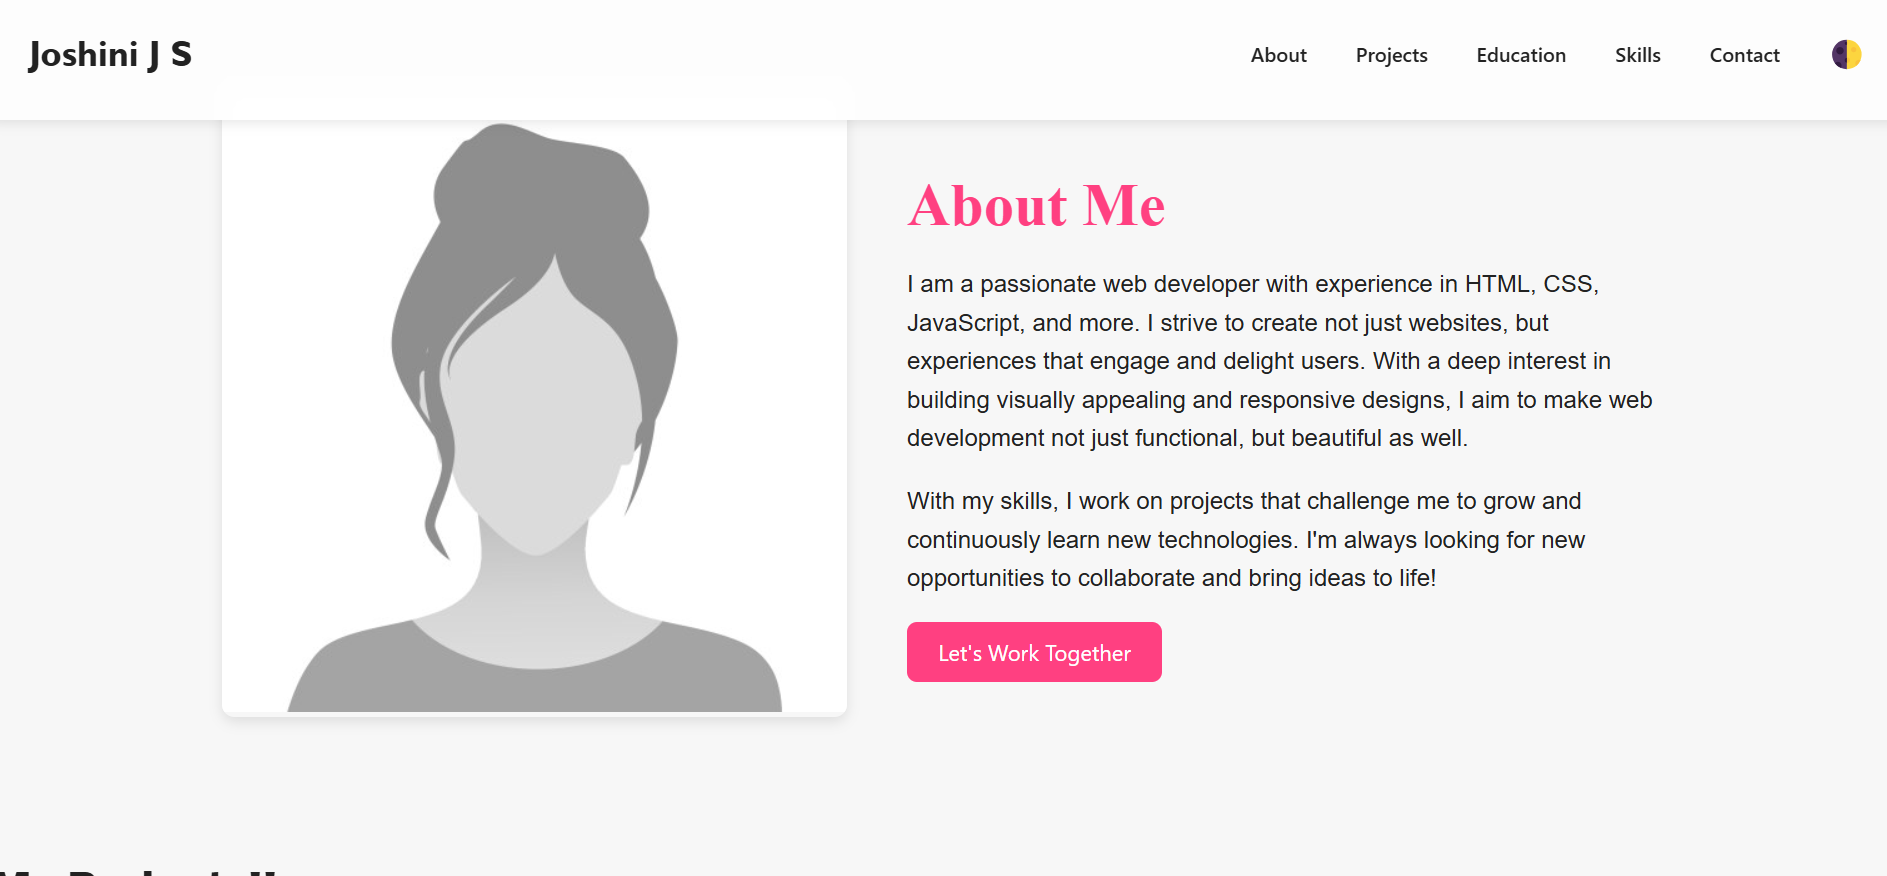 Joshini J S
About Projects Education Skills Contact
About Me
I am a passionate web developer with experience in HTML, CSS,
JavaScript, and more. I strive to create not just websites, but
experiences that engage and delight users. With a deep interest in
building visually appealing and responsive designs, I aim to make web
development not just functional, but beautiful as well.
With my skills, I work on projects that challenge me to grow and
continuously learn new technologies. I'm always looking for new
opportunities to collaborate and bring ideas to life!
Let's Work Together